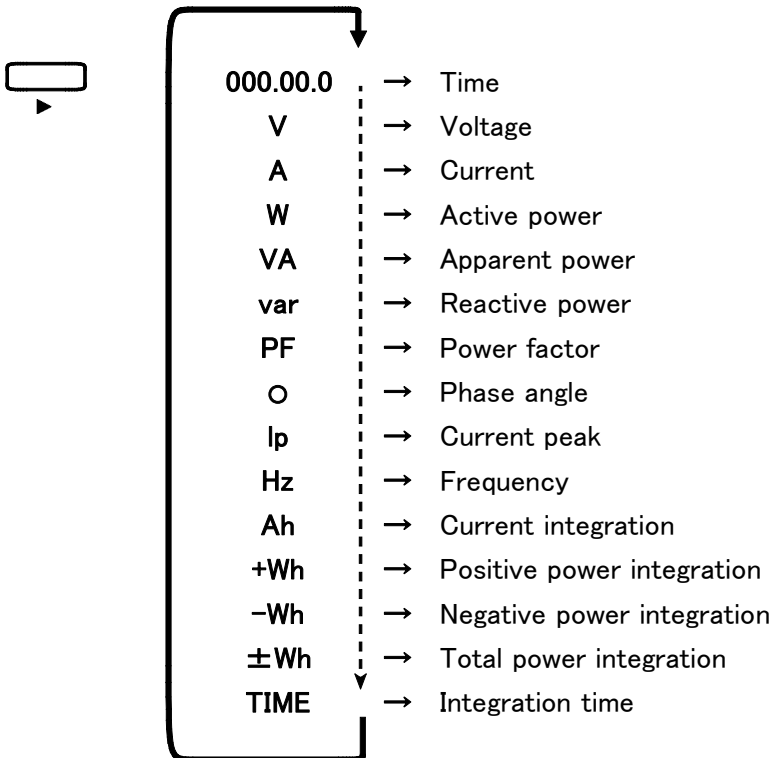 000.00.0 → Time
V → Voltage
A → Current
W → Active power
VA → Apparent power
var → Reactive power
PF → Power factor
○ → Phase angle
Ip → Current peak
Hz → Frequency
Ah → Current integration
+Wh → Positive power integration
−Wh → Negative power integration
±Wh → Total power integration
TIME → Integration time